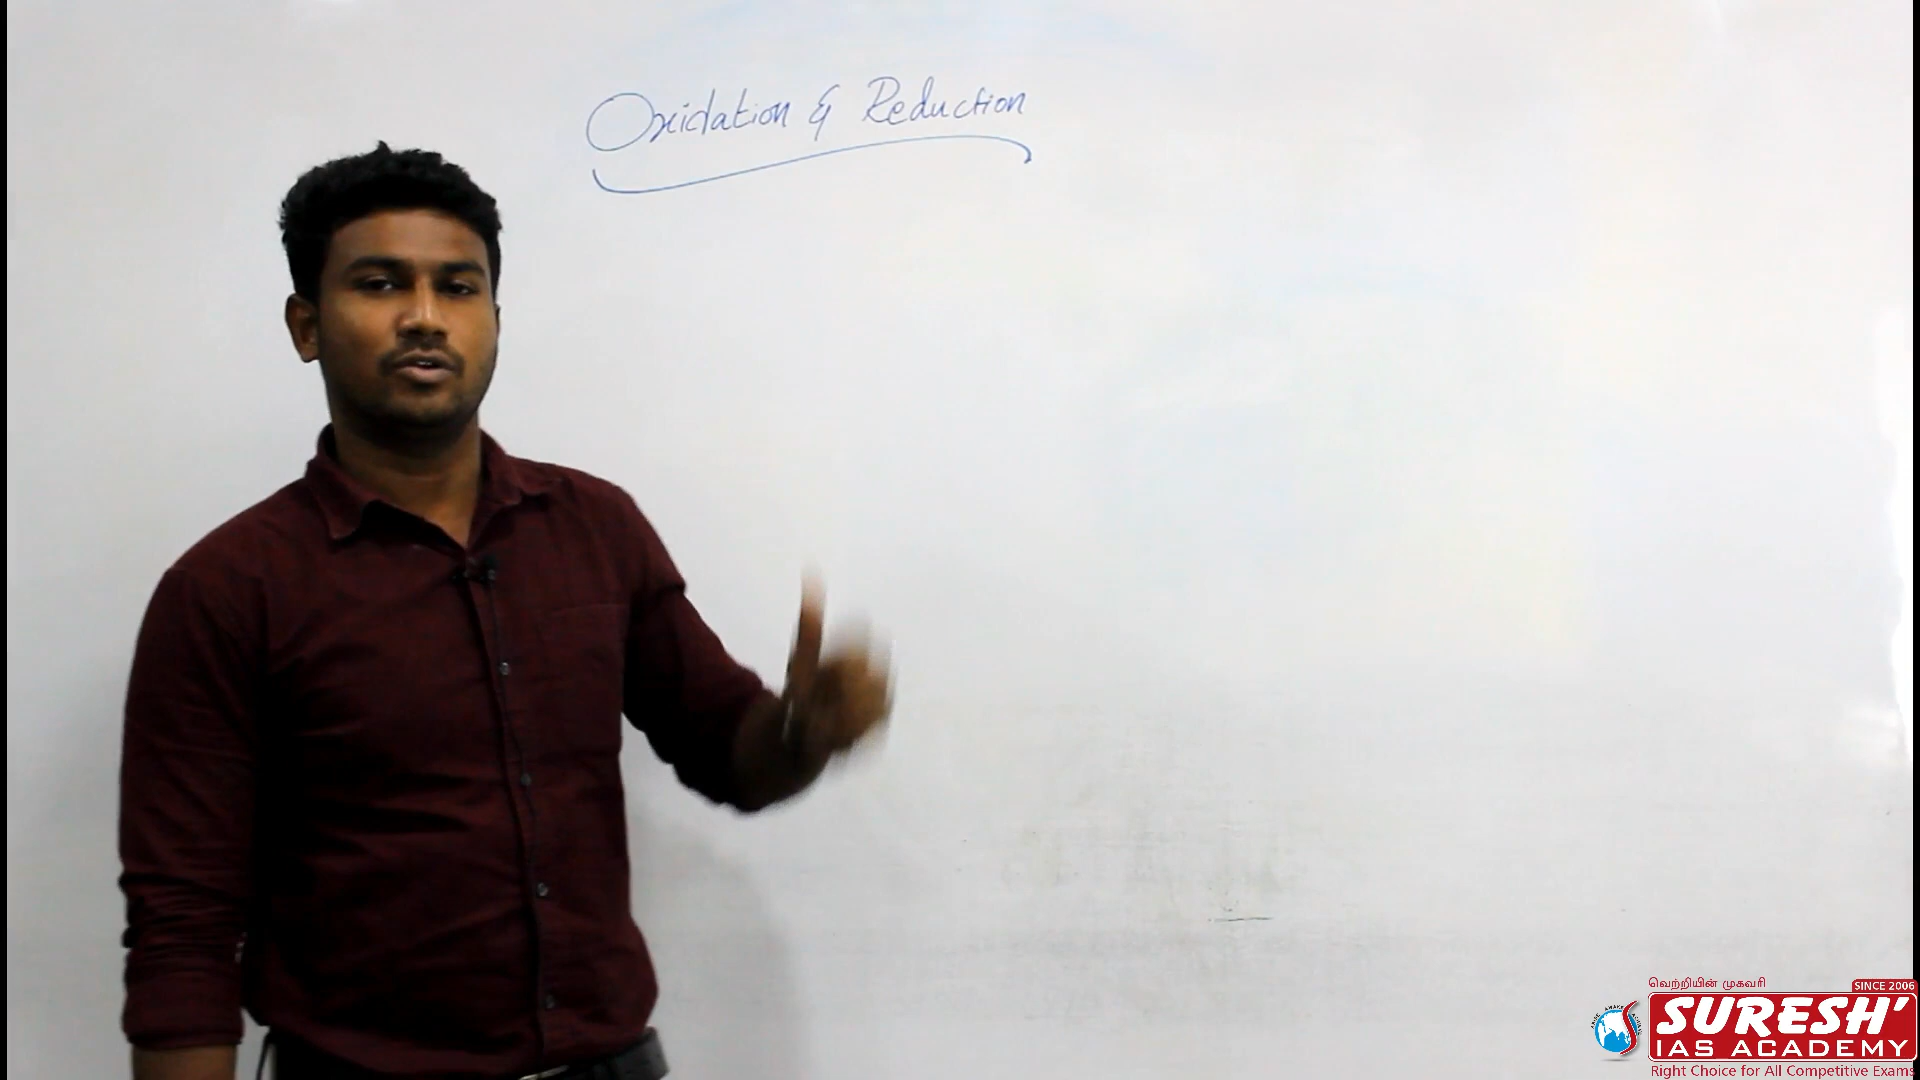 Oxidation & Reduction
வெற்றியின் முகவரி
SINCE 2006
SURESH'
IAS ACADEMY
Right Choice for All Competitive Exams